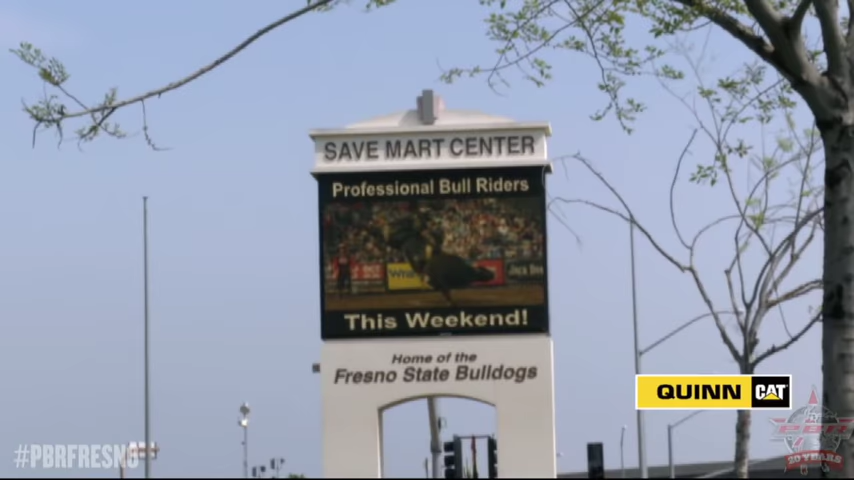 SAVE MART CENTER
Professional Bull Riders
This Weekend!
Home of the
Fresno State Bulldogs
QUINN CAT
#PBRFRESNO
PBR
20 YEARS